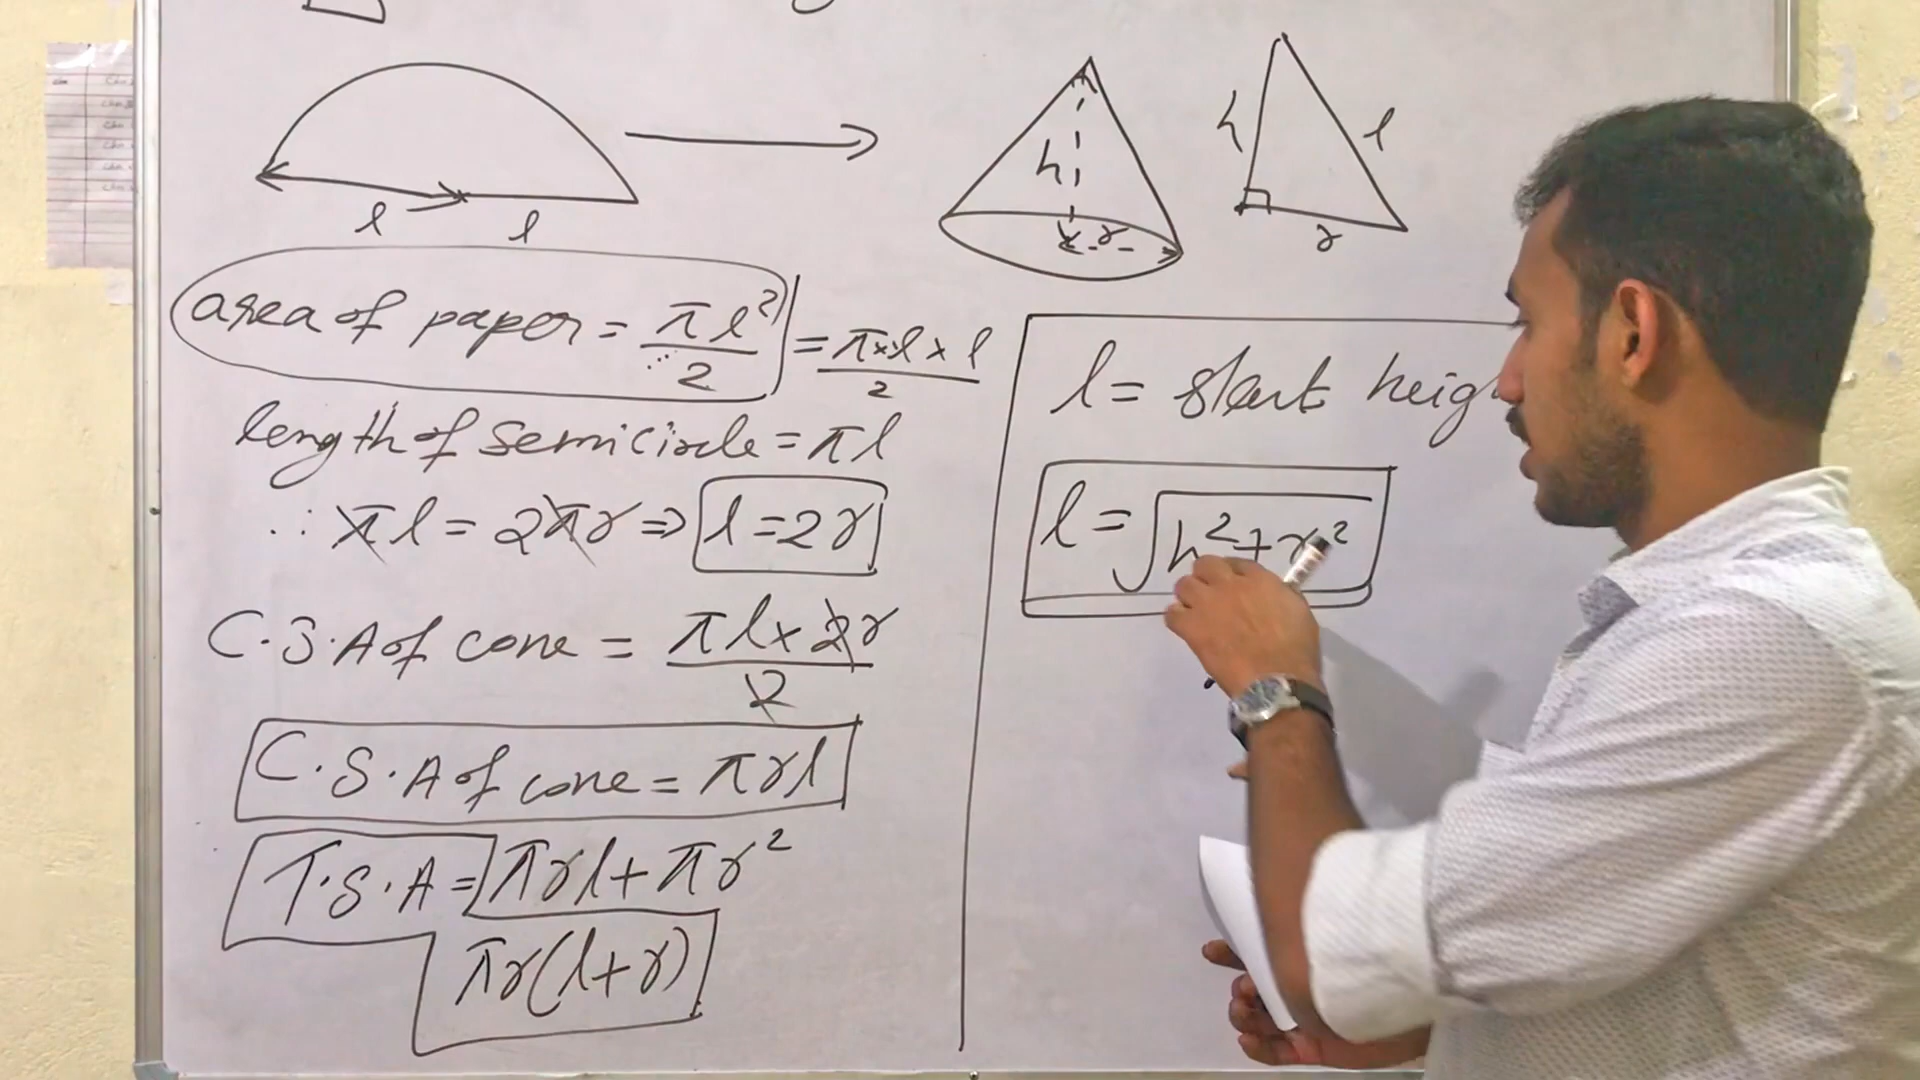 l l
h r
h l r
area of paper = πl²/2 = π×l×l/2
length of semicircle = πl
∴ πl = 2πr ⇒ l = 2r
C.S.A of cone = πl×2r/2
C.S.A of cone = πrl
T.S.A = πrl + πr²
πr(l+r)
l = slant heigh
l = √h²+r²